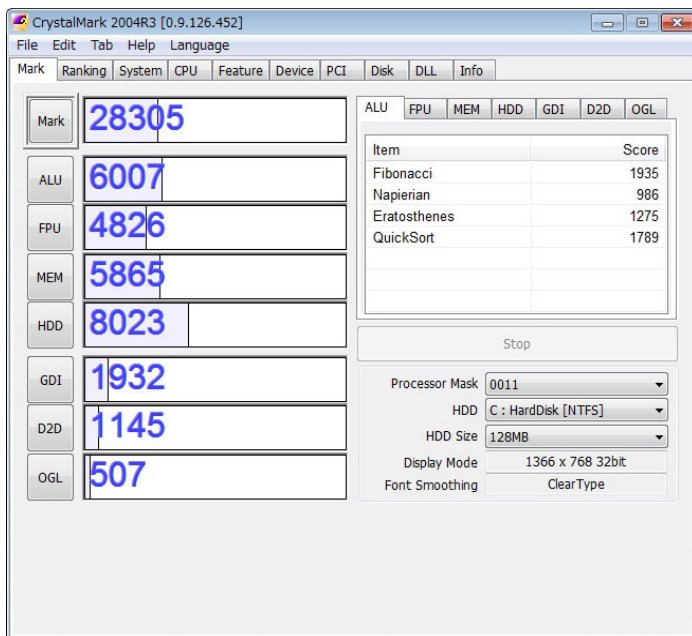 CrystalMark 2004R3 [0.9.126.452]
File Edit Tab Help Language
Mark Ranking System CPU Feature Device PCI Disk DLL Info
Mark 28305
ALU 6007
FPU 4826
MEM 5865
HDD 8023
GDI 1932
D2D 1145
OGL 507
ALU FPU MEM HDD GDI D2D OGL
Item Score
Fibonacci 1935
Napierian 986
Eratosthenes 1275
QuickSort 1789
Stop
Processor Mask 0011
HDD C : HardDisk [NTFS]
HDD Size 128MB
Display Mode 1366 x 768 32bit
Font Smoothing ClearType